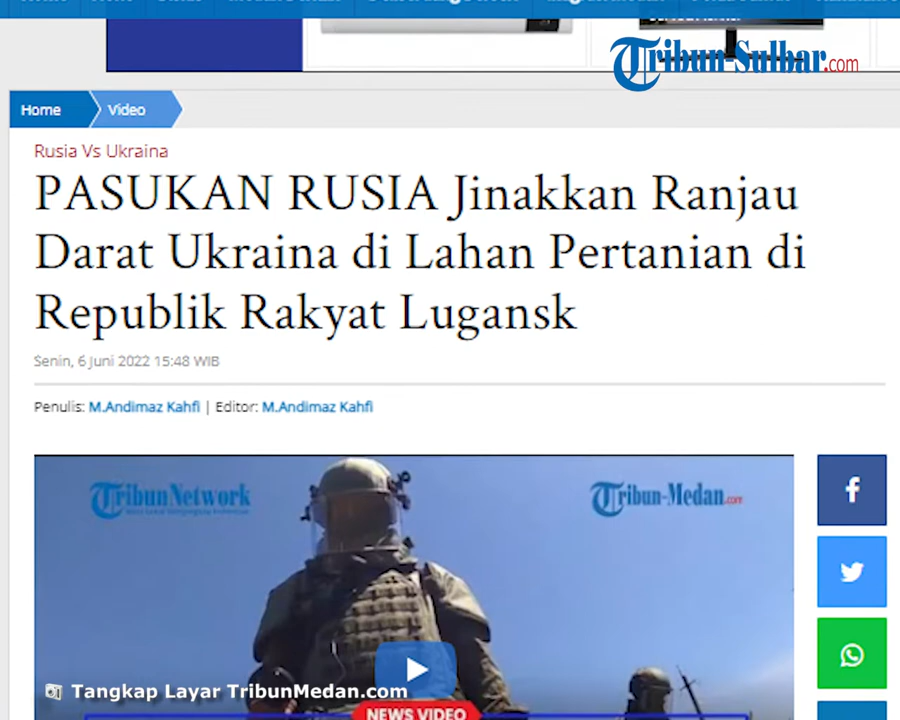 Tribun-Sulbar.com
Home
Video
Rusia Vs Ukraina
PASUKAN RUSIA Jinakkan Ranjau
Darat Ukraina di Lahan Pertanian di
Republik Rakyat Lugansk
Senin, 6 Juni 2022 15:48 WIB
Penulis: M.Andimaz Kahfi | Editor: M.Andimaz Kahfi
TribunNetwork
Tribun-Medan.com
Tangkap Layar TribunMedan.com
NEWS VIDEO